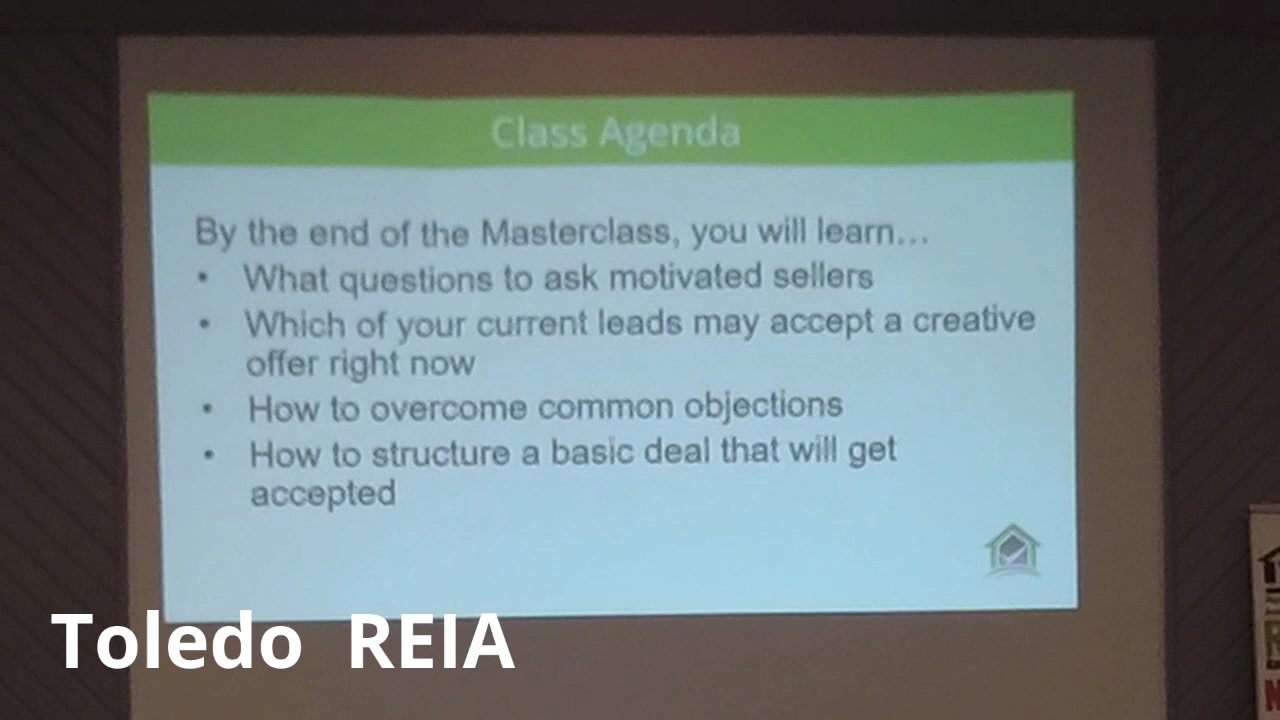 Class Agenda
By the end of the Masterclass, you will learn...
• What questions to ask motivated sellers
• Which of your current leads may accept a creative
offer right now
• How to overcome common objections
• How to structure a basic deal that will get
accepted
Toledo REIA